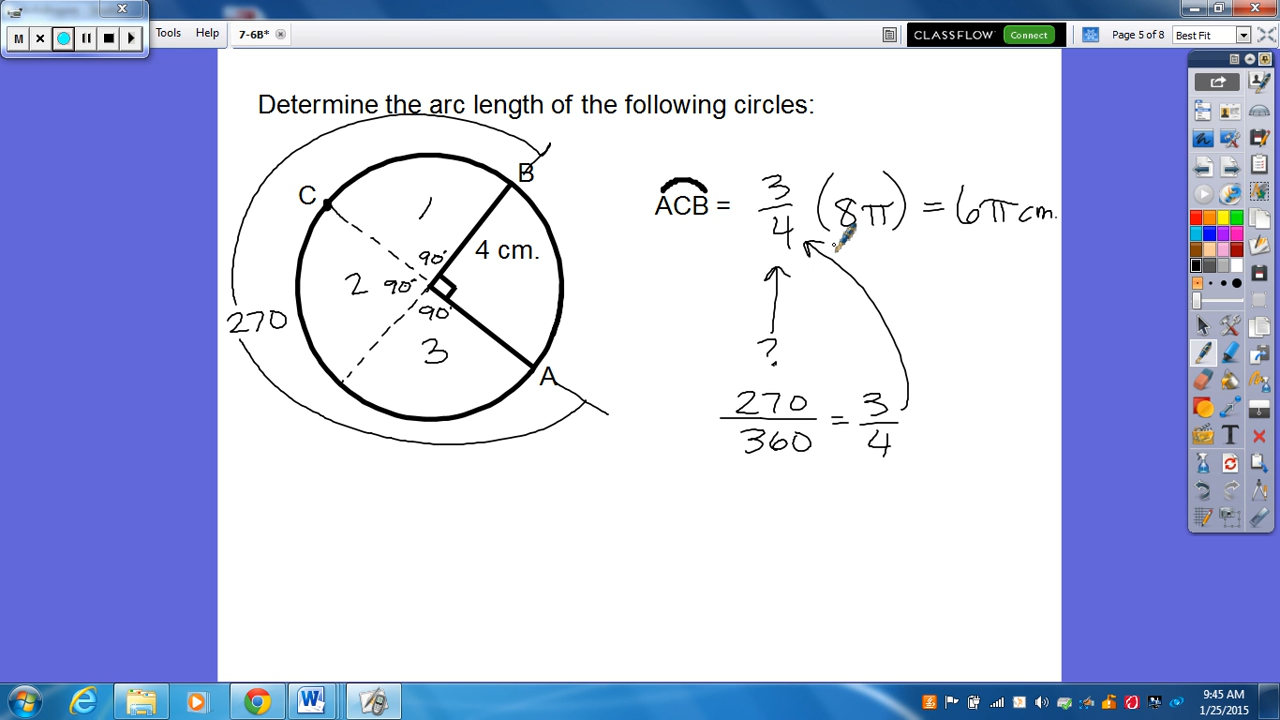 M
Tools Help 7-6B*
CLASSFLOW Connect
Page 5 of 8
Best Fit
Determine the arc length of the following circles:
B
C
1
4 cm.
90°
2 90°
90°
270
3
A
ACB = 3/4 (8π) = 6π cm.
?
270/360 = 3/4
T
W
9:45 AM
1/25/2015